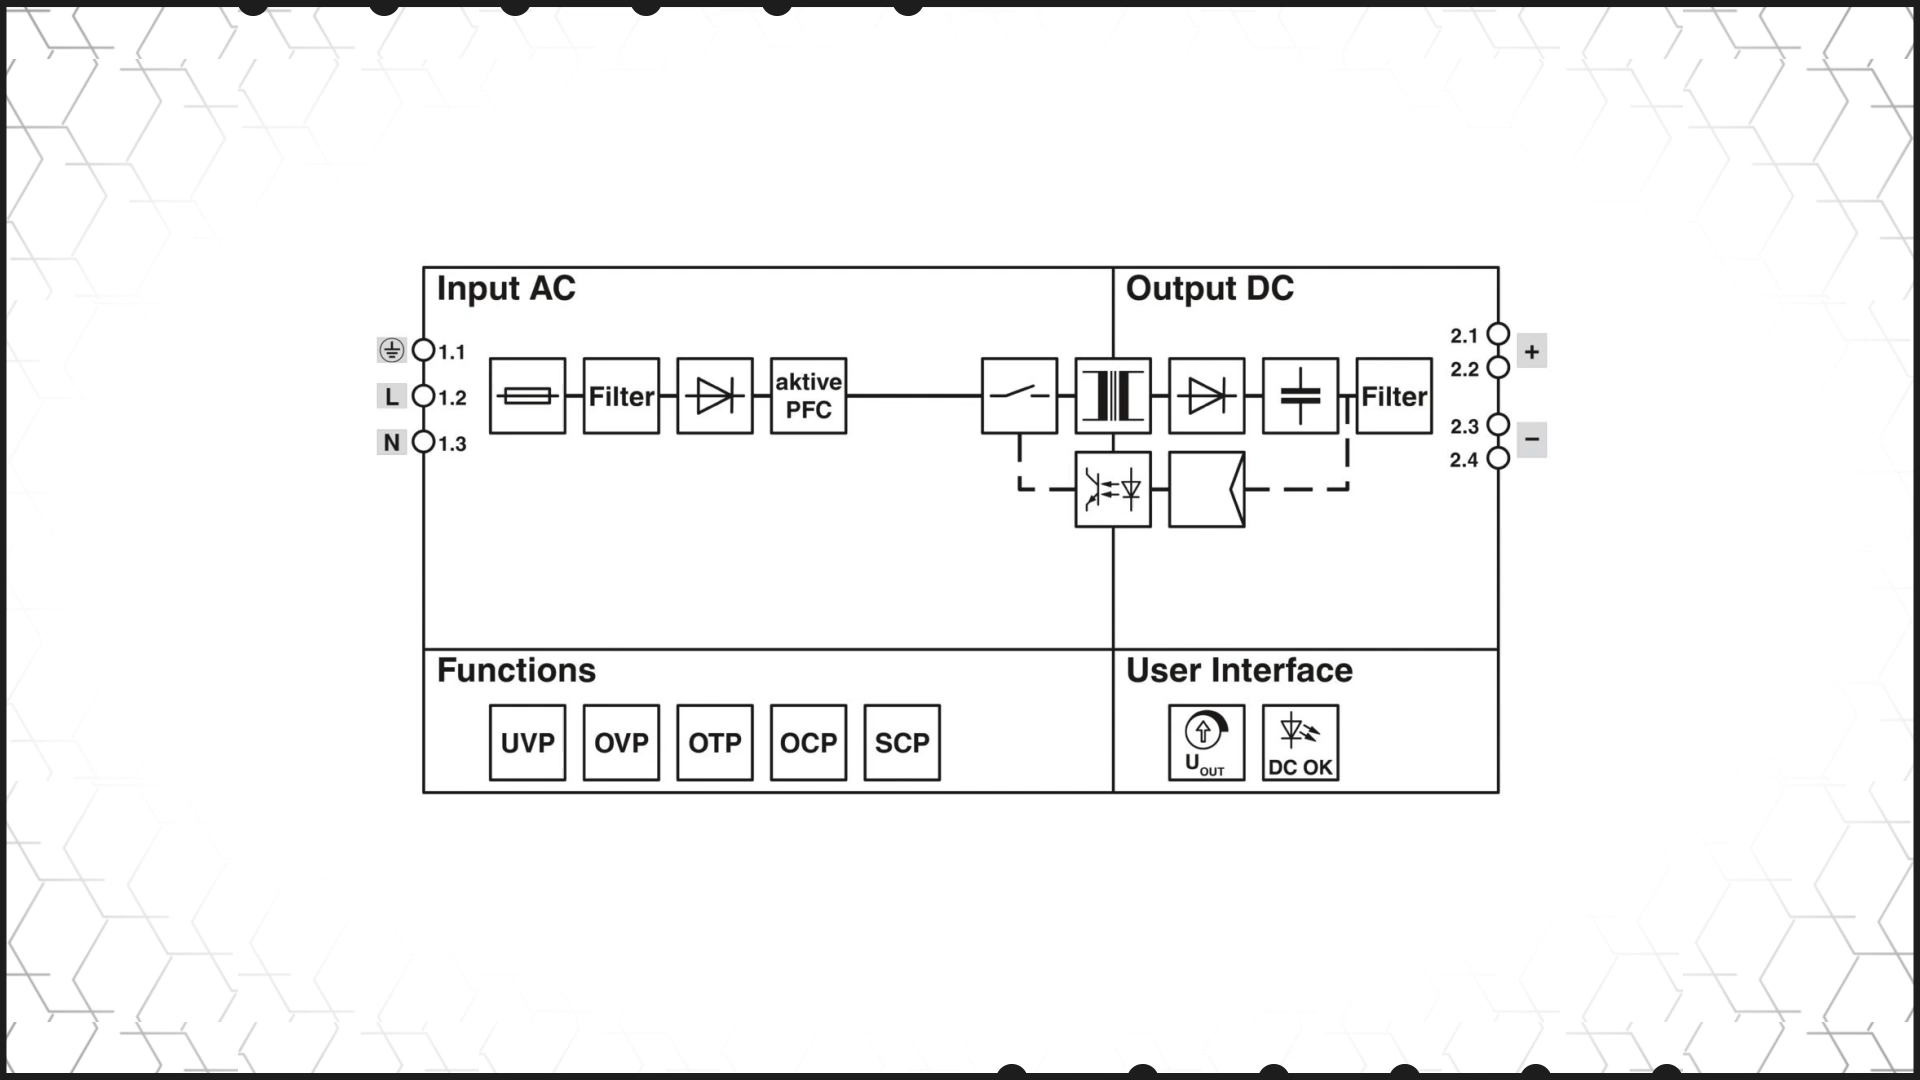 Input AC
Output DC
1.1
L 1.2
N 1.3
2.1
2.2
+
2.3
2.4
−
Filter
aktive
PFC
Filter
Functions
UVP OVP OTP OCP SCP
User Interface
UOUT
DC OK